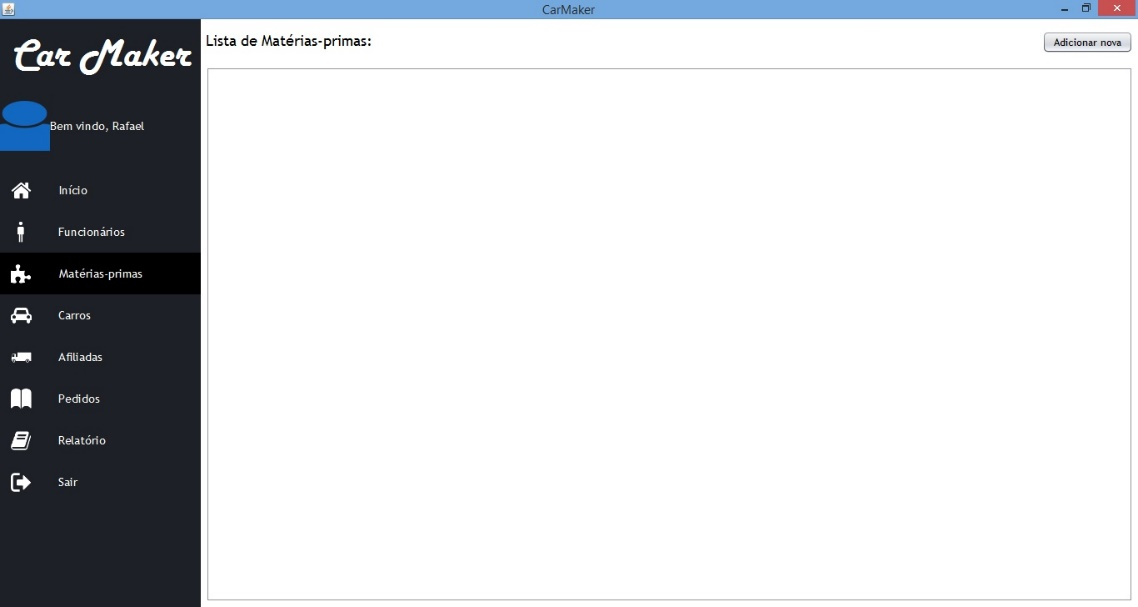 CarMaker
Car Maker
Lista de Matérias-primas:
Adicionar nova
Bem vindo, Rafael
Início
Funcionários
Matérias-primas
Carros
Afiliadas
Pedidos
Relatório
Sair